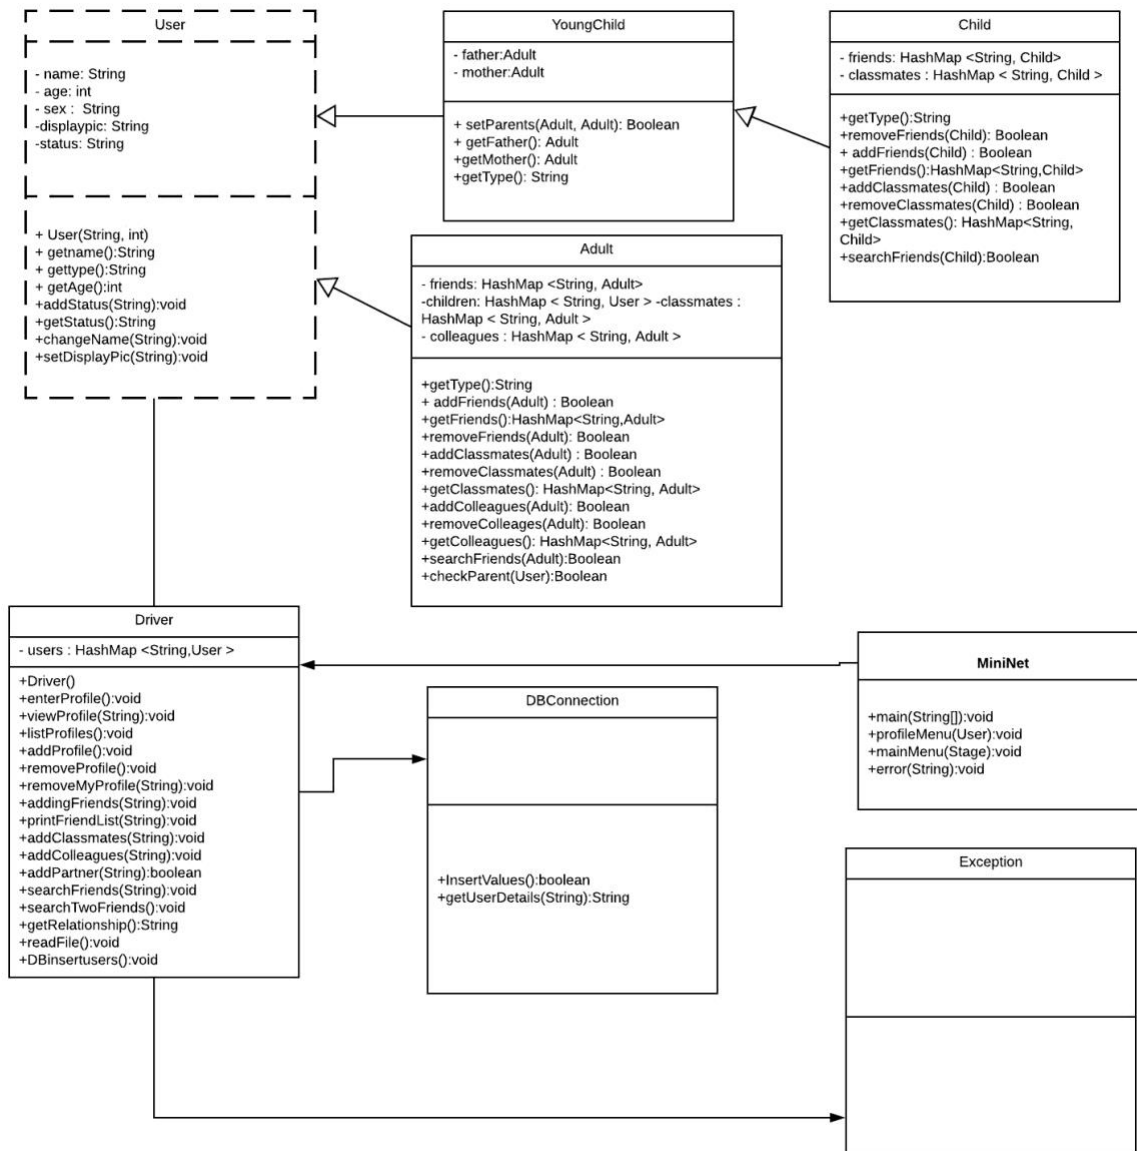 User
- name: String
- age: int
- sex : String
-displaypic: String
-status: String
+ User(String, int)
+ getname():String
+ gettype():String
+ getAge():int
+addStatus(String):void
+getStatus():String
+changeName(String):void
+setDisplayPic(String):void
YoungChild
- father:Adult
- mother:Adult
+ setParents(Adult, Adult): Boolean
+ getFather(): Adult
+getMother(): Adult
+getType(): String
Child
- friends: HashMap <String, Child>
- classmates : HashMap < String, Child >
+getType():String
+removeFriends(Child): Boolean
+ addFriends(Child) : Boolean
+getFriends():HashMap<String,Child>
+addClassmates(Child) : Boolean
+removeClassmates(Child) : Boolean
+getClassmates(): HashMap<String,
Child>
+searchFriends(Child):Boolean
Adult
- friends: HashMap <String, Adult>
-children: HashMap < String, User > -classmates :
HashMap < String, Adult >
- colleagues : HashMap < String, Adult >
+getType():String
+ addFriends(Adult) : Boolean
+getFriends():HashMap<String,Adult>
+removeFriends(Adult): Boolean
+addClassmates(Adult) : Boolean
+removeClassmates(Adult) : Boolean
+getClassmates(): HashMap<String, Adult>
+addColleagues(Adult): Boolean
+removeColleages(Adult): Boolean
+getColleagues(): HashMap<String, Adult>
+searchFriends(Adult):Boolean
+checkParent(User):Boolean
Driver
- users : HashMap <String,User >
+Driver()
+enterProfile():void
+viewProfile(String):void
+listProfiles():void
+addProfile():void
+removeProfile():void
+removeMyProfile(String):void
+addingFriends(String):void
+printFriendList(String):void
+addClassmates(String):void
+addColleagues(String):void
+addPartner(String):boolean
+searchFriends(String):void
+searchTwoFriends():void
+getRelationship():String
+readFile():void
+DBinsertusers():void
DBConnection
+InsertValues():boolean
+getUserDetails(String):String
MiniNet
+main(String[]):void
+profileMenu(User):void
+mainMenu(Stage):void
+error(String):void
Exception